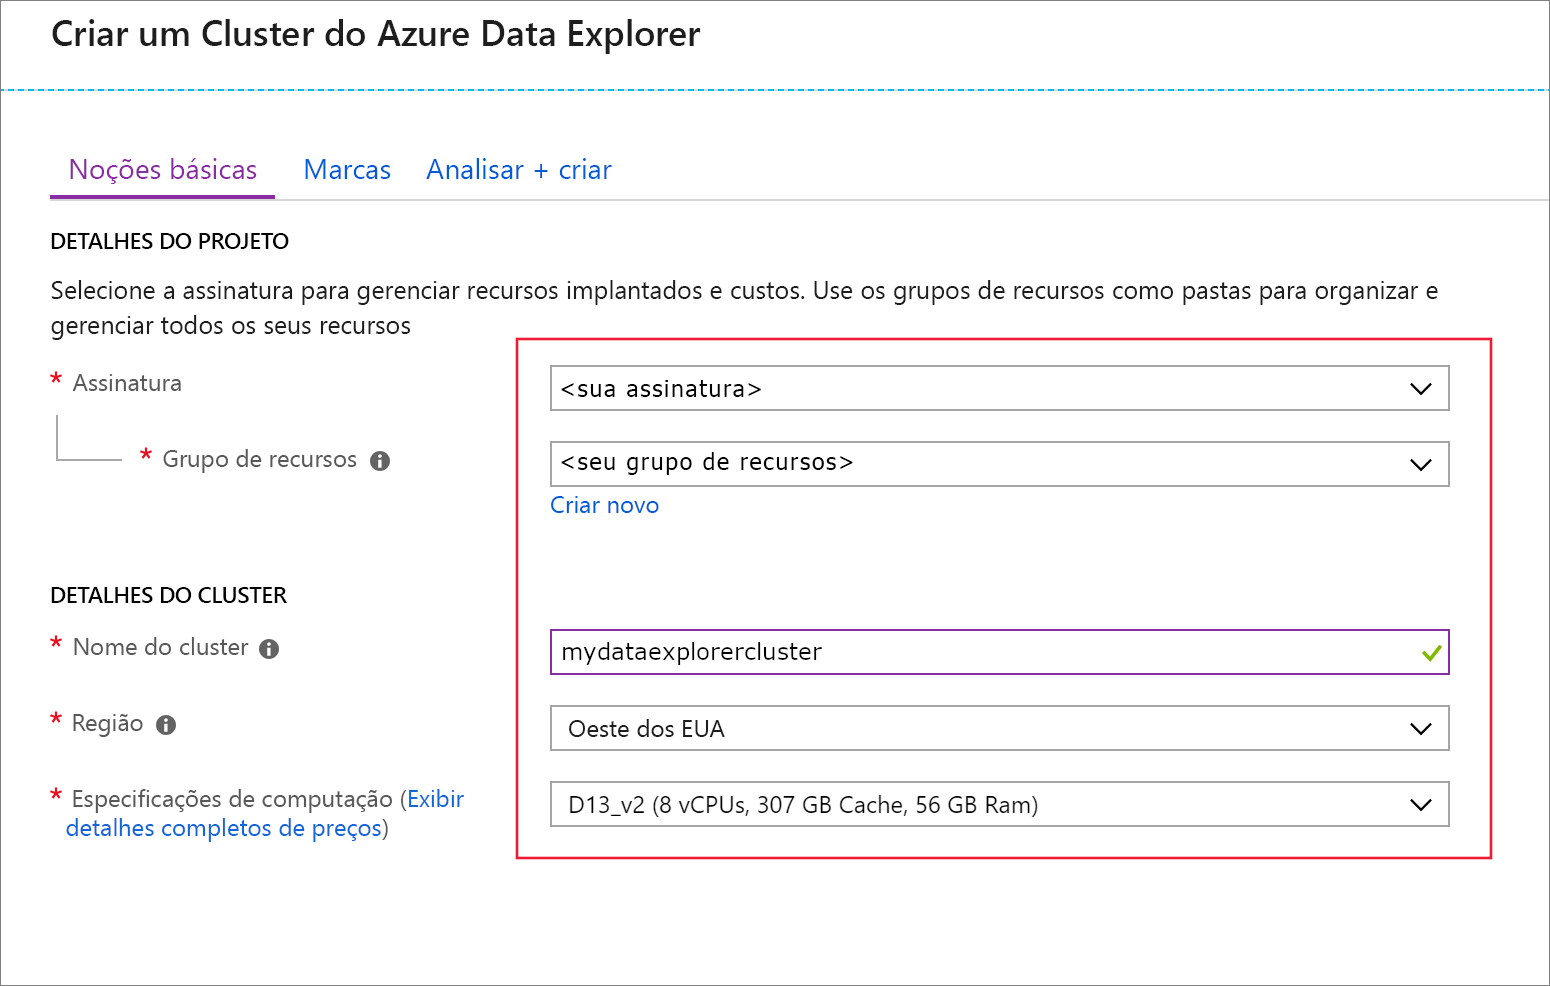 Criar um Cluster do Azure Data Explorer
Noções básicas Marcas Analisar + criar
DETALHES DO PROJETO
Selecione a assinatura para gerenciar recursos implantados e custos. Use os grupos de recursos como pastas para organizar e
gerenciar todos os seus recursos
* Assinatura
<sua assinatura>
* Grupo de recursos
<seu grupo de recursos>
Criar novo
DETALHES DO CLUSTER
* Nome do cluster
mydataexplorercluster
* Região
Oeste dos EUA
* Especificações de computação (Exibir
detalhes completos de preços)
D13_v2 (8 vCPUs, 307 GB Cache, 56 GB Ram)